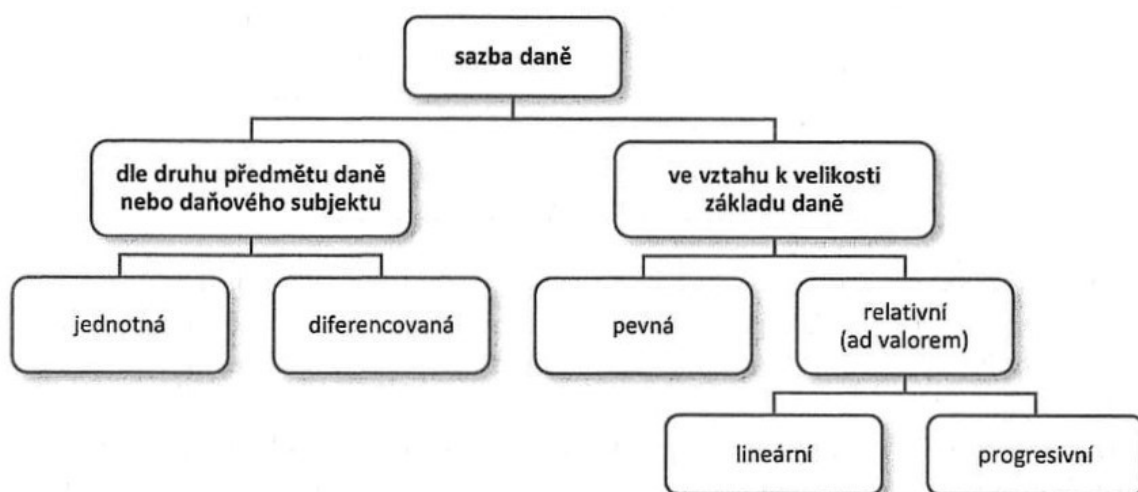 sazba daně
dle druhu předmětu daně
nebo daňového subjektu
ve vztahu k velikosti
základu daně
jednotná
diferencovaná
pevná
relativní
(ad valorem)
lineární
progresivní